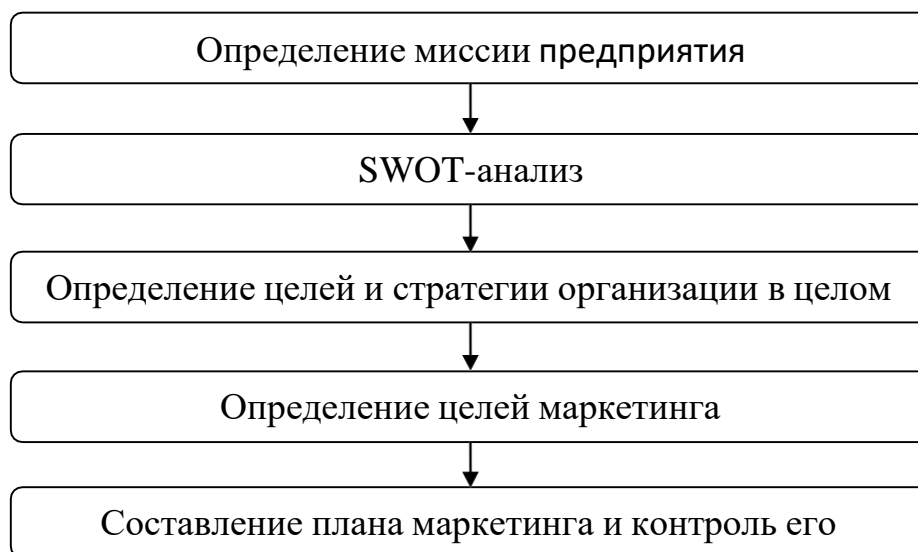 Определение миссии предприятия
SWOT-анализ
Определение целей и стратегии организации в целом
Определение целей маркетинга
Составление плана маркетинга и контроль его